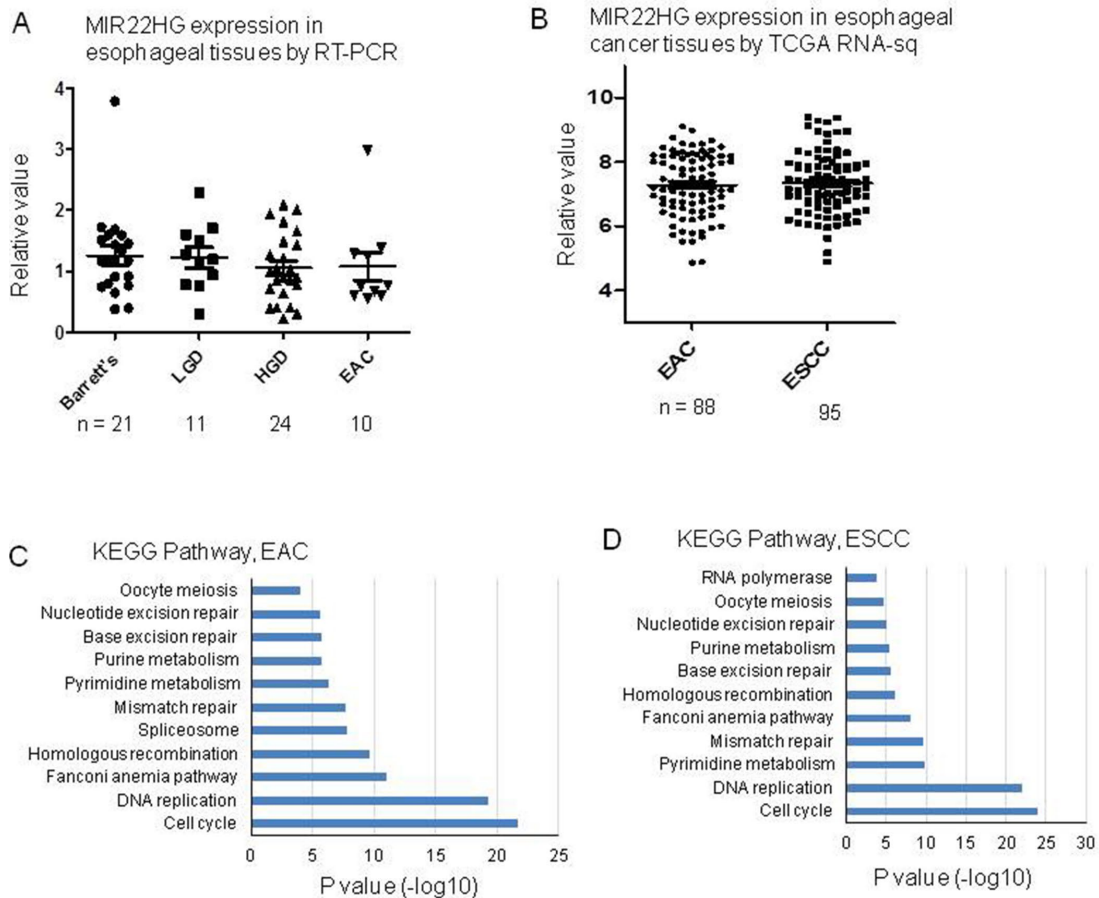 A
MIR22HG expression in
esophageal tissues by RT-PCR
Relative value
4
3
2
1
0
Barrett's
LGD
HGD
EAC
n = 21
11
24
10
B
MIR22HG expression in esophageal
cancer tissues by TCGA RNA-sq
Relative value
10
8
6
4
EAC
ESCC
n = 88
95
C
KEGG Pathway, EAC
Oocyte meiosis
Nucleotide excision repair
Base excision repair
Purine metabolism
Pyrimidine metabolism
Mismatch repair
Spliceosome
Homologous recombination
Fanconi anemia pathway
DNA replication
Cell cycle
0 5 10 15 20 25
P value (-log10)
D
KEGG Pathway, ESCC
RNA polymerase
Oocyte meiosis
Nucleotide excision repair
Purine metabolism
Base excision repair
Homologous recombination
Fanconi anemia pathway
Mismatch repair
Pyrimidine metabolism
DNA replication
Cell cycle
0 5 10 15 20 25 30
P value (-log10)